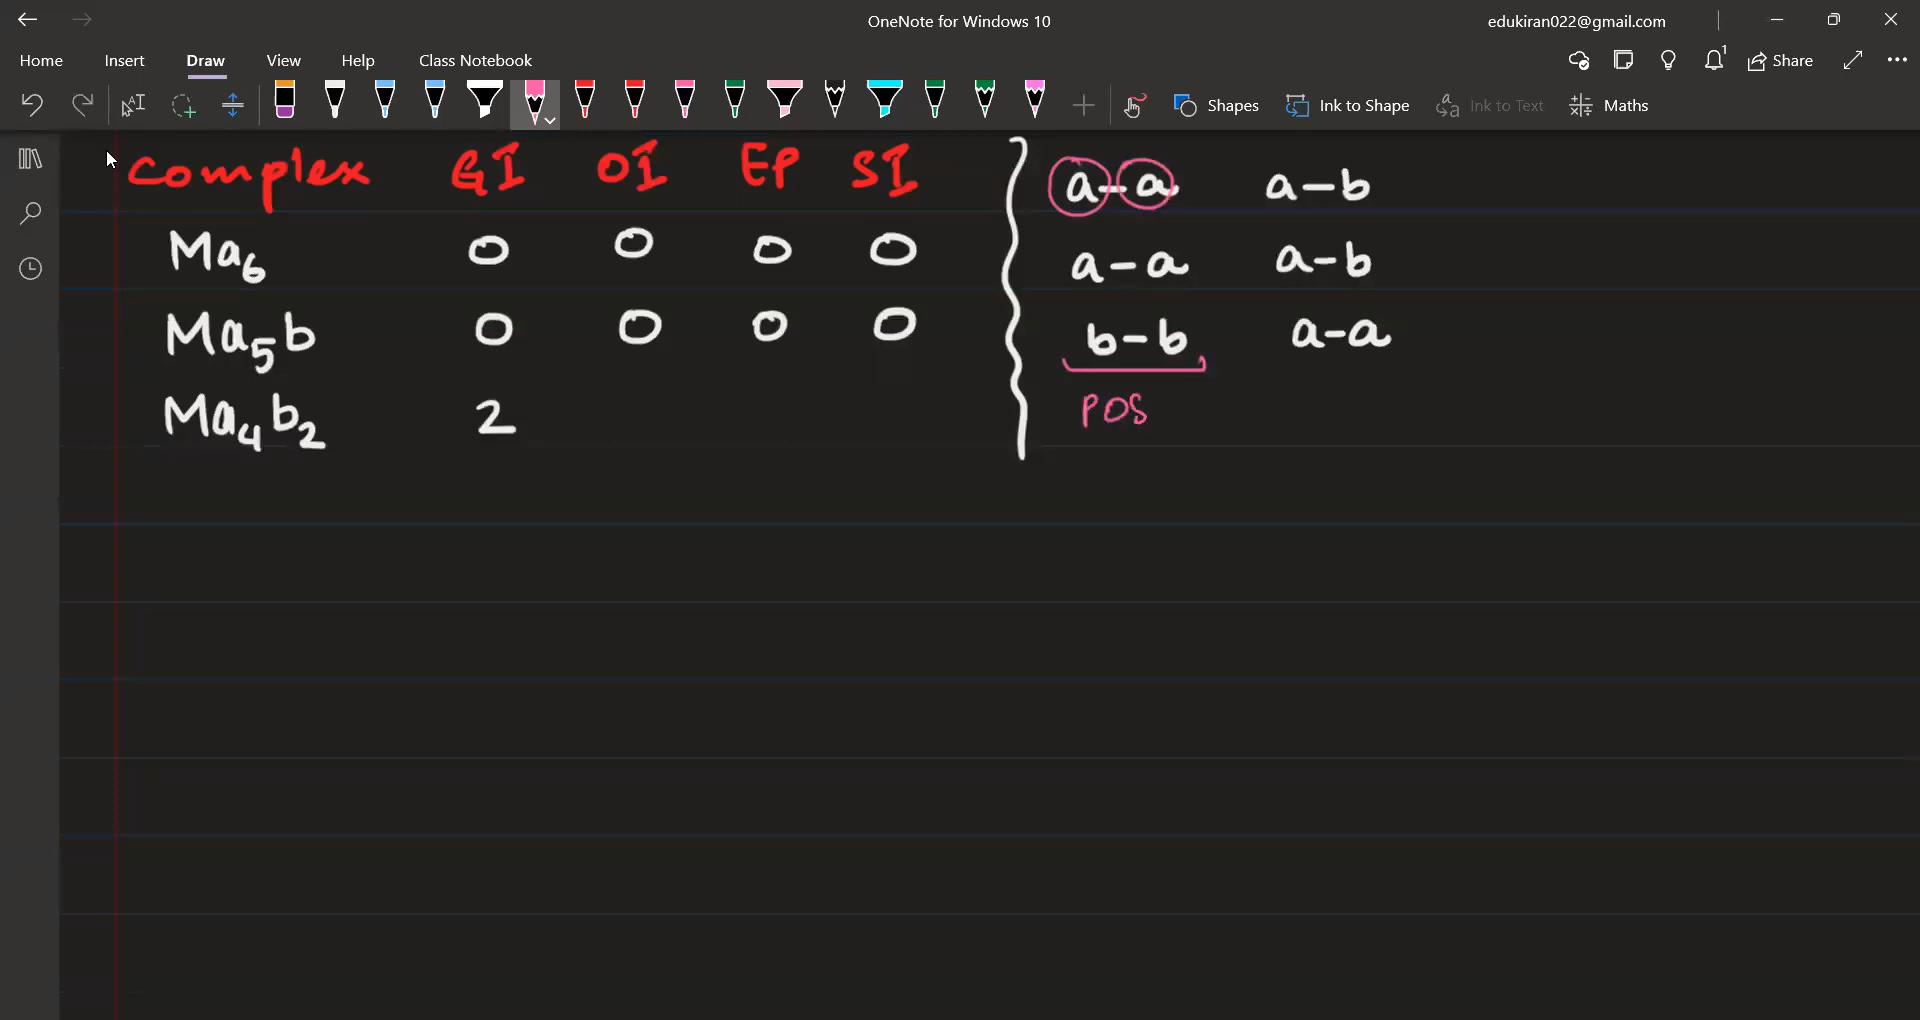 OneNote for Windows 10
edukiran022@gmail.com
Home Insert Draw View Help Class Notebook
1 Share
Shapes Ink to Shape Ink to Text Maths
Complex GI OI EP SI
Ma6 0 0 0 0
Ma5b 0 0 0 0
Ma4b2 2
a-a a-b
a-a a-b
b-b a-a
POS